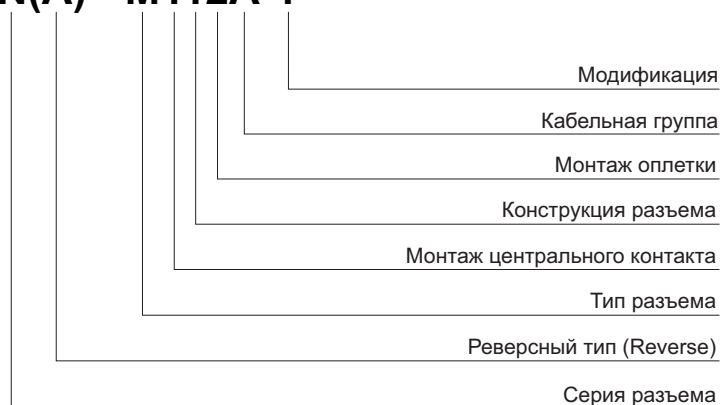 Модификация
Кабельная группа
Монтаж оплетки
Конструкция разъема
Монтаж центрального контакта
Тип разъема
Реверсный тип (Reverse)
Серия разъема